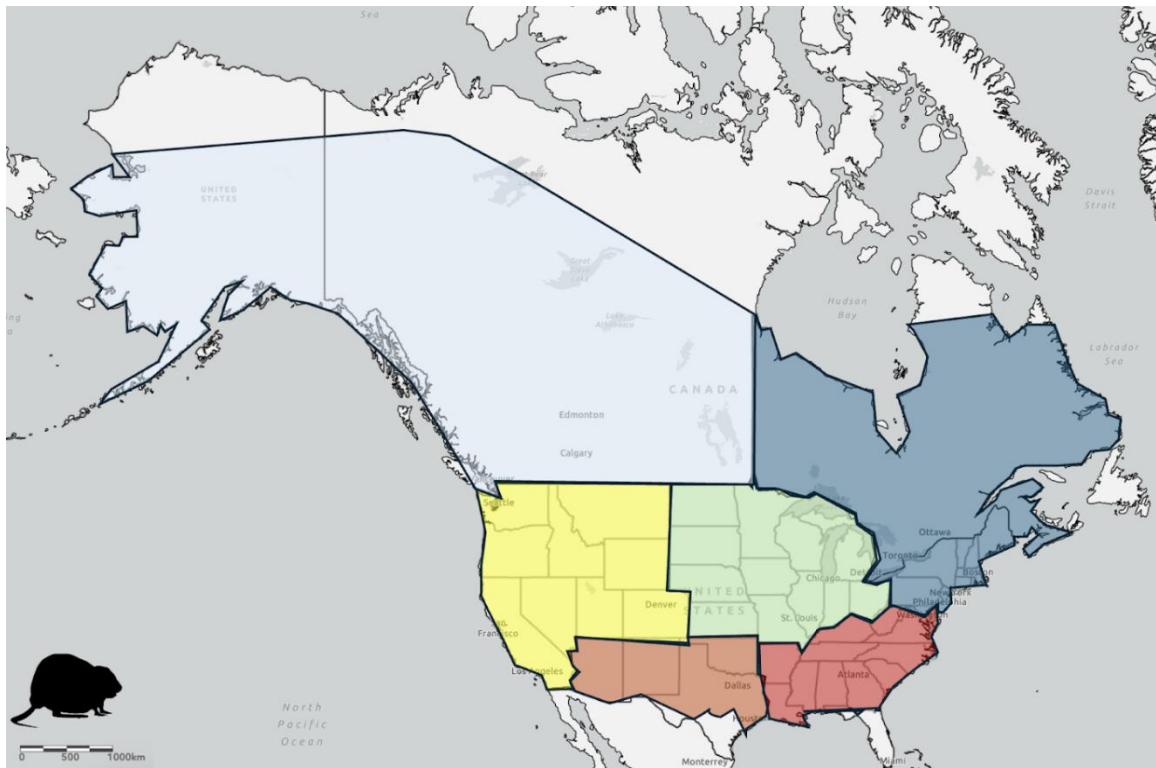 Sea
UNITED
STATES
Great
Slave
Lake
Lake
Athabasca
Davis
Strait
Hudson
Bay
Labrador
Sea
CANADA
Edmonton
Calgary
Seattle
Ottawa
Toronto
Boston
Detroit
Chicago
New York
Philadelphia
Washington
Denver
UNITED
STATES
St. Louis
San
Francisco
Los Angeles
Atlanta
Dallas
Houston
North
Pacific
Ocean
Monterrey
Miami
0 500 1000km